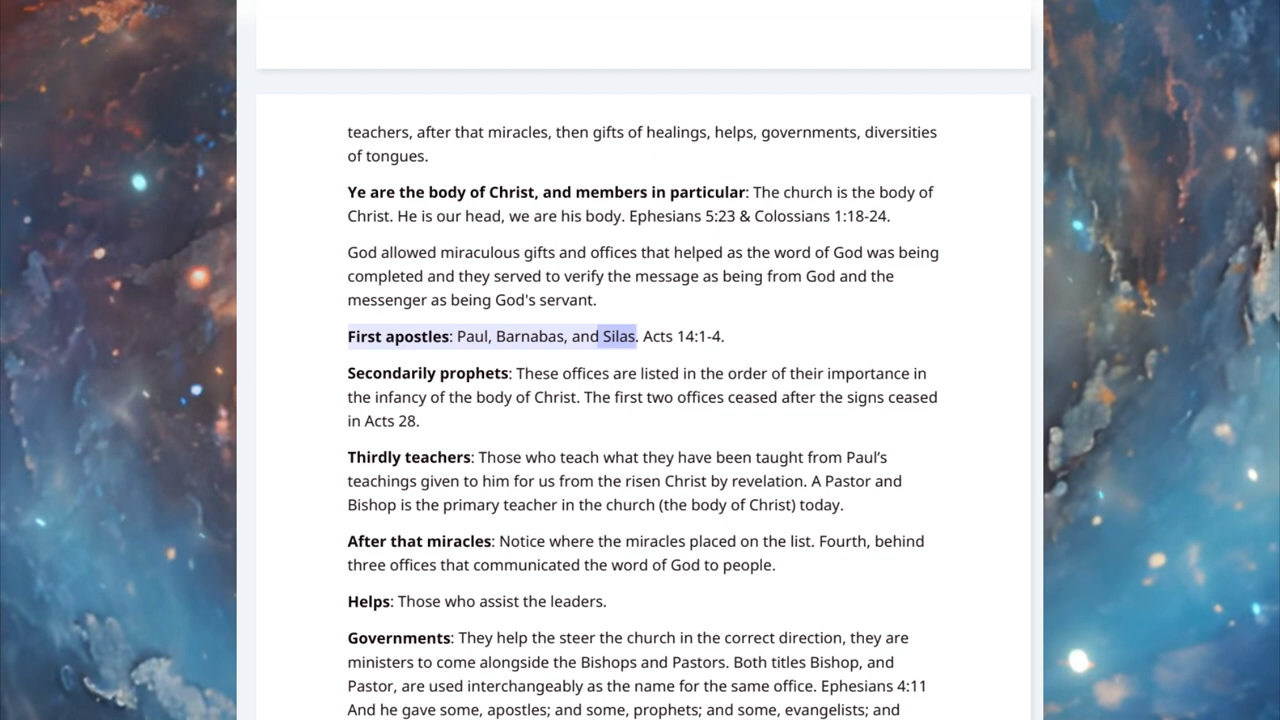 teachers, after that miracles, then gifts of healings, helps, governments, diversities
of tongues.
Ye are the body of Christ, and members in particular: The church is the body of
Christ. He is our head, we are his body. Ephesians 5:23 & Colossians 1:18-24.
God allowed miraculous gifts and offices that helped as the word of God was being
completed and they served to verify the message as being from God and the
messenger as being God's servant.
First apostles: Paul, Barnabas, and Silas. Acts 14:1-4.
Secondarily prophets: These offices are listed in the order of their importance in
the infancy of the body of Christ. The first two offices ceased after the signs ceased
in Acts 28.
Thirdly teachers: Those who teach what they have been taught from Paul’s
teachings given to him for us from the risen Christ by revelation. A Pastor and
Bishop is the primary teacher in the church (the body of Christ) today.
After that miracles: Notice where the miracles placed on the list. Fourth, behind
three offices that communicated the word of God to people.
Helps: Those who assist the leaders.
Governments: They help the steer the church in the correct direction, they are
ministers to come alongside the Bishops and Pastors. Both titles Bishop, and
Pastor, are used interchangeably as the name for the same office. Ephesians 4:11
And he gave some, apostles; and some, prophets; and some, evangelists; and